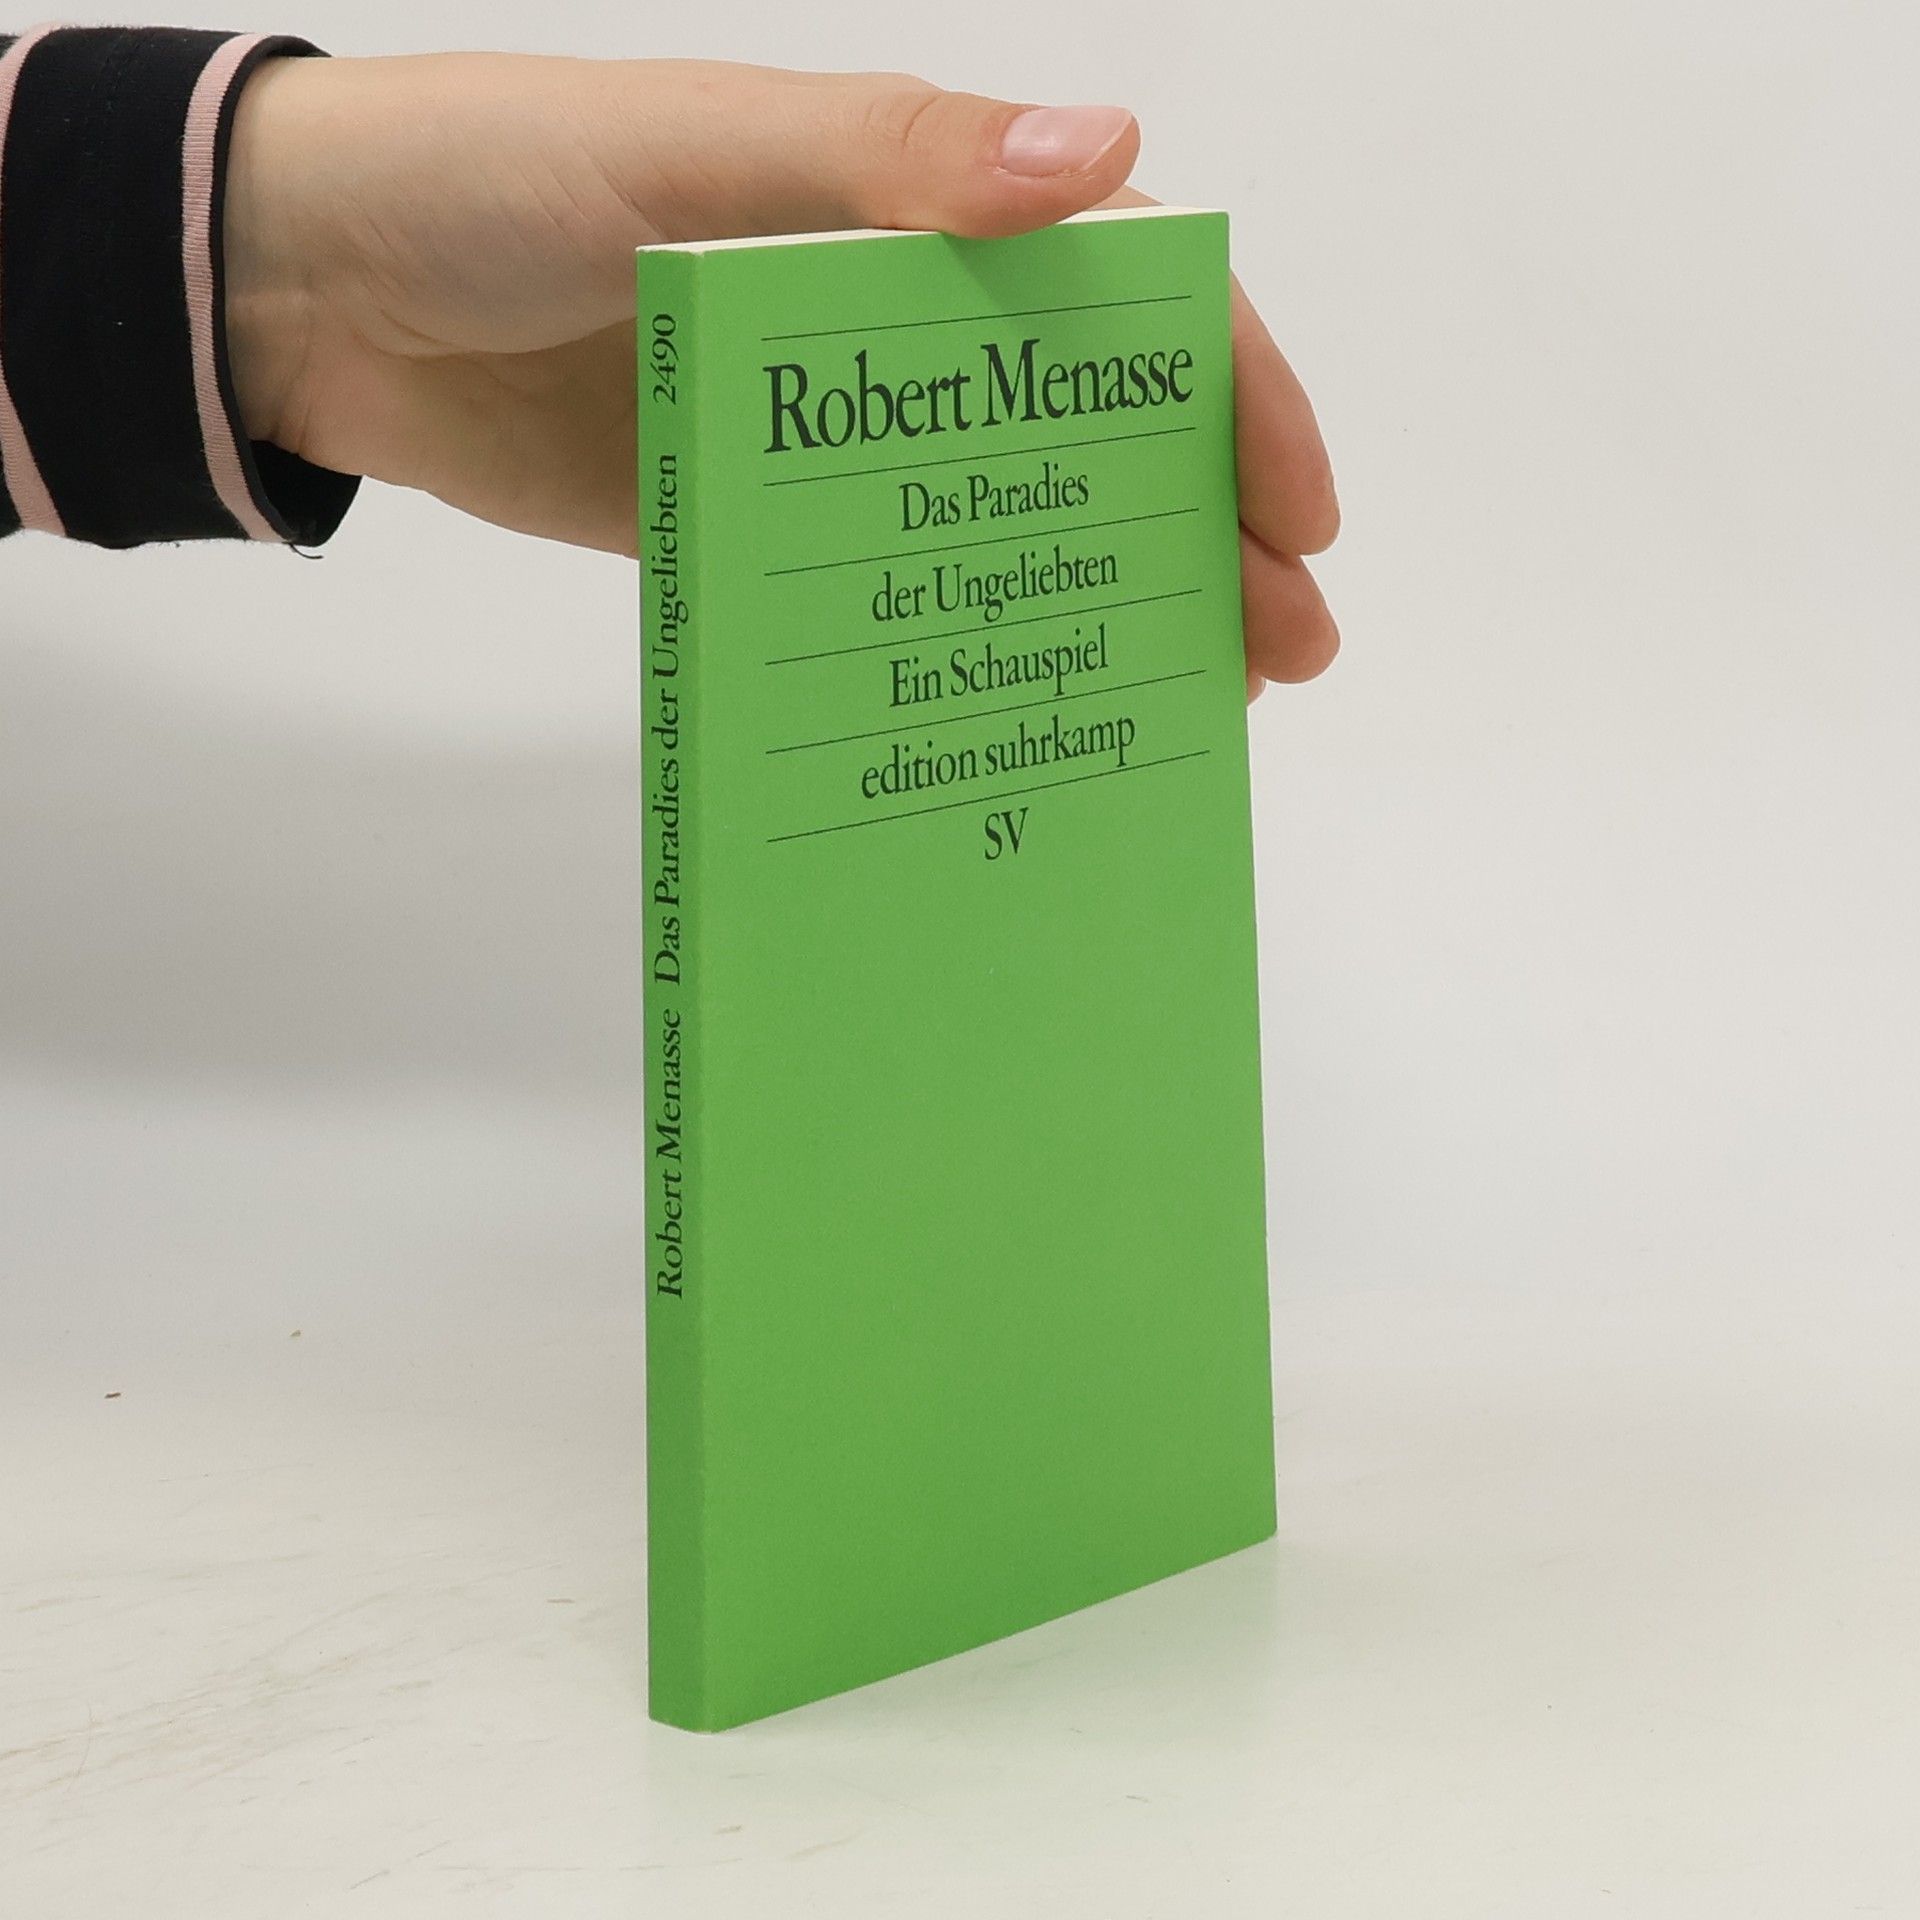 Robert Menasse
Das Paradies
der Ungeliebten
Ein Schauspiel
edition suhrkamp
SV
Robert Menasse Das Paradies der Ungeliebten 2490